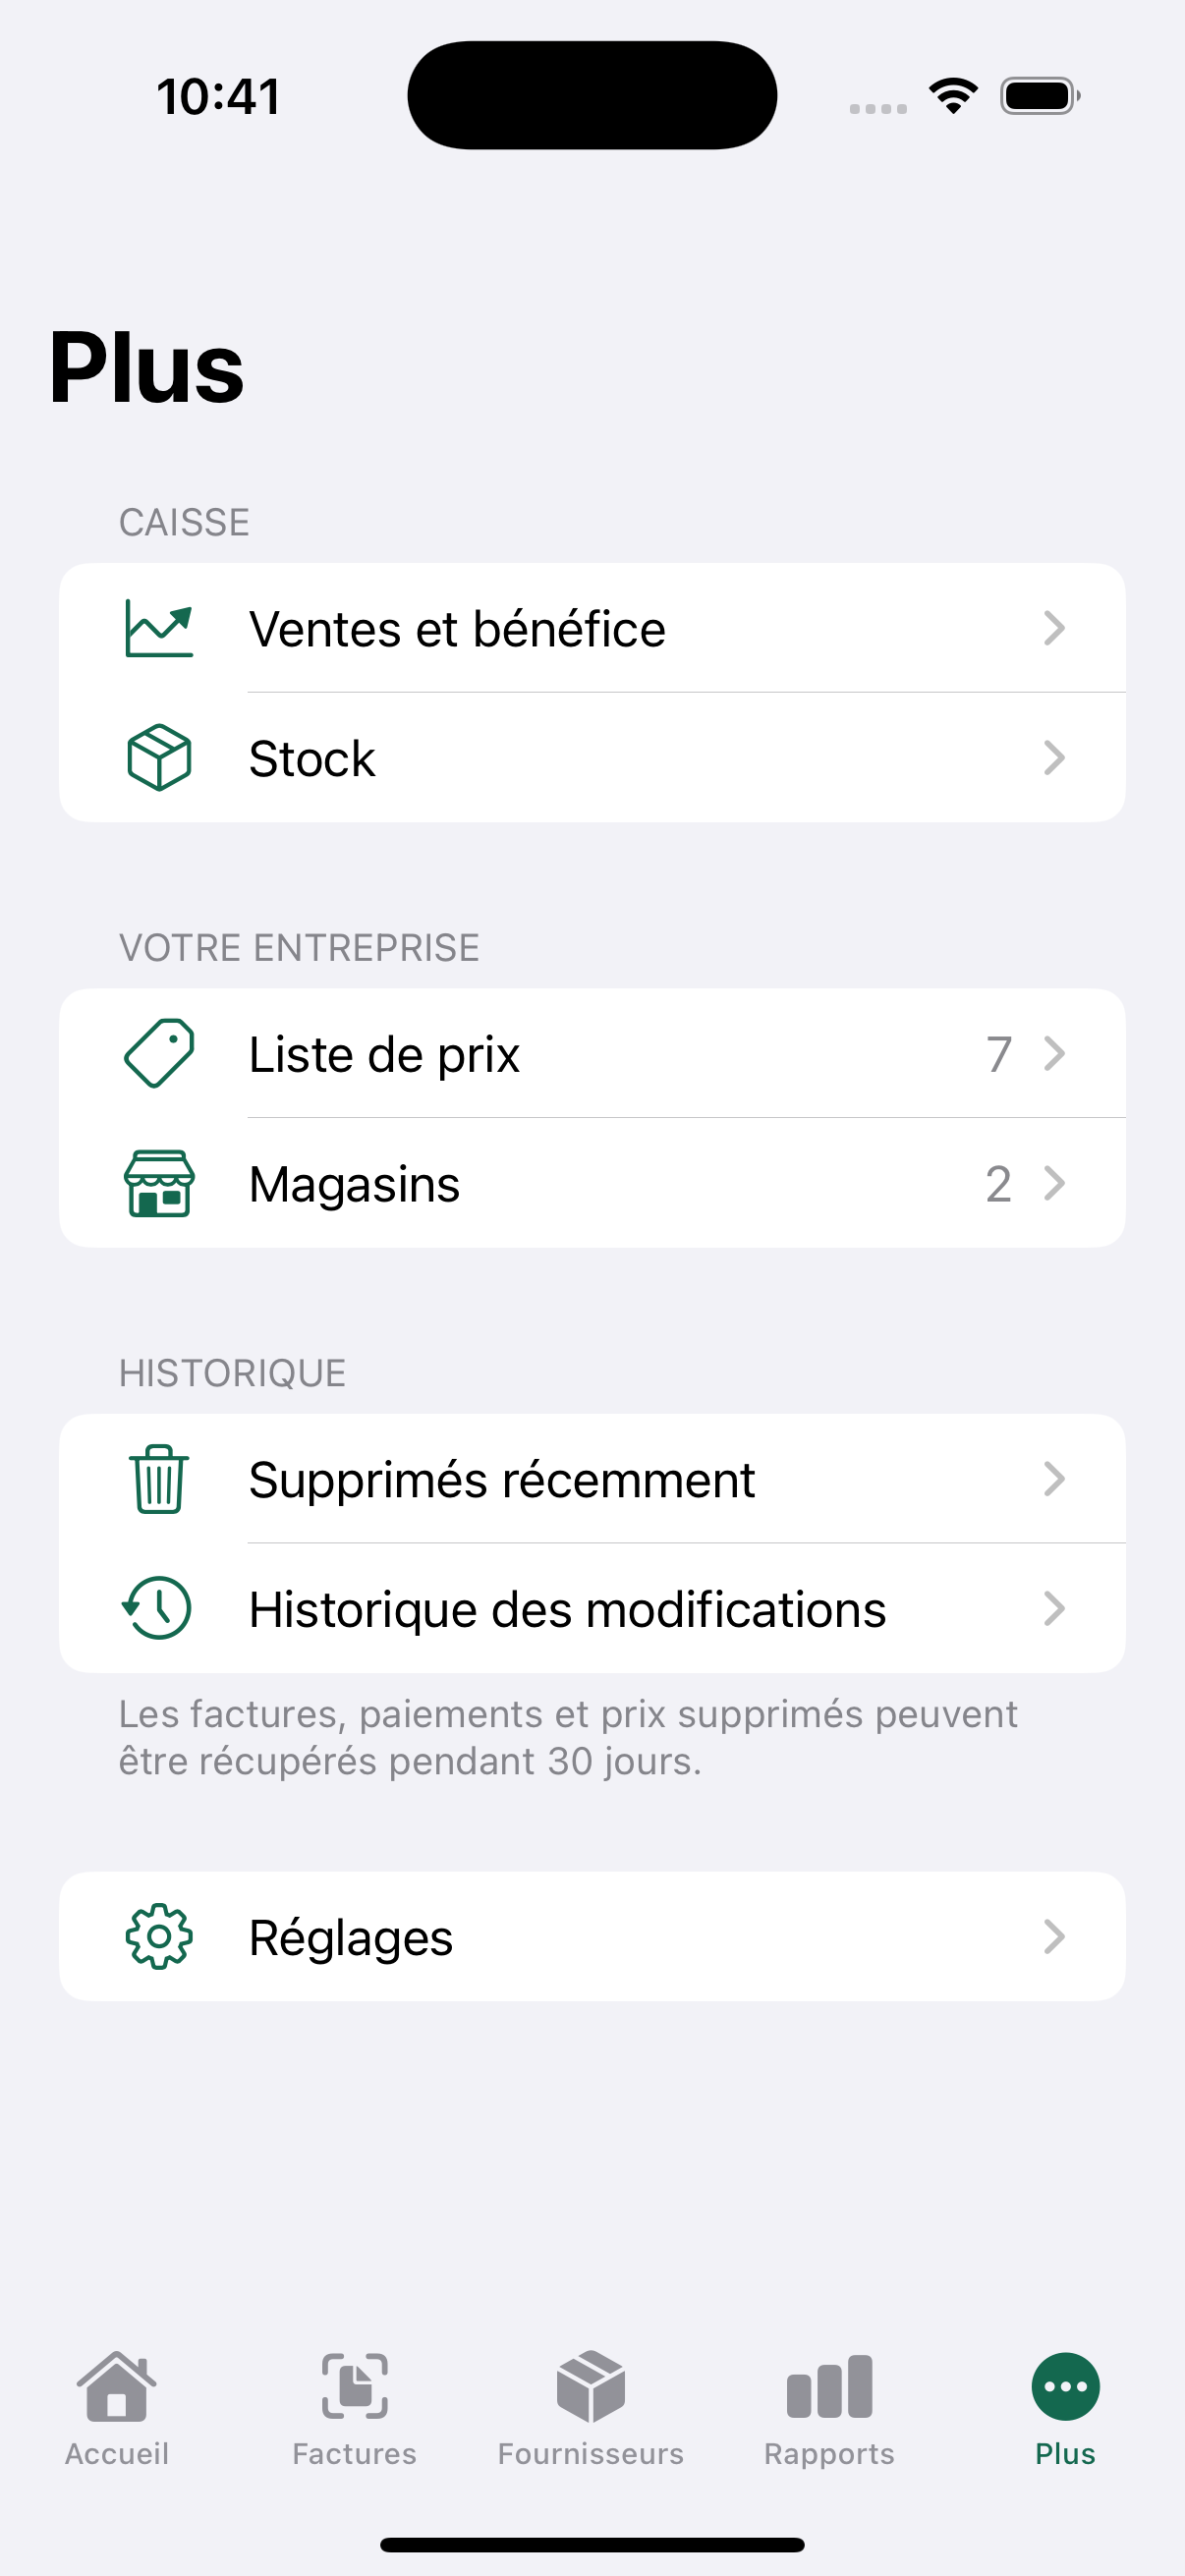 10:41
Plus
CAISSE
Ventes et bénéfice
Stock
VOTRE ENTREPRISE
Liste de prix 7
Magasins 2
HISTORIQUE
Supprimés récemment
Historique des modifications
Les factures, paiements et prix supprimés peuvent
être récupérés pendant 30 jours.
Réglages
Accueil Factures Fournisseurs Rapports Plus